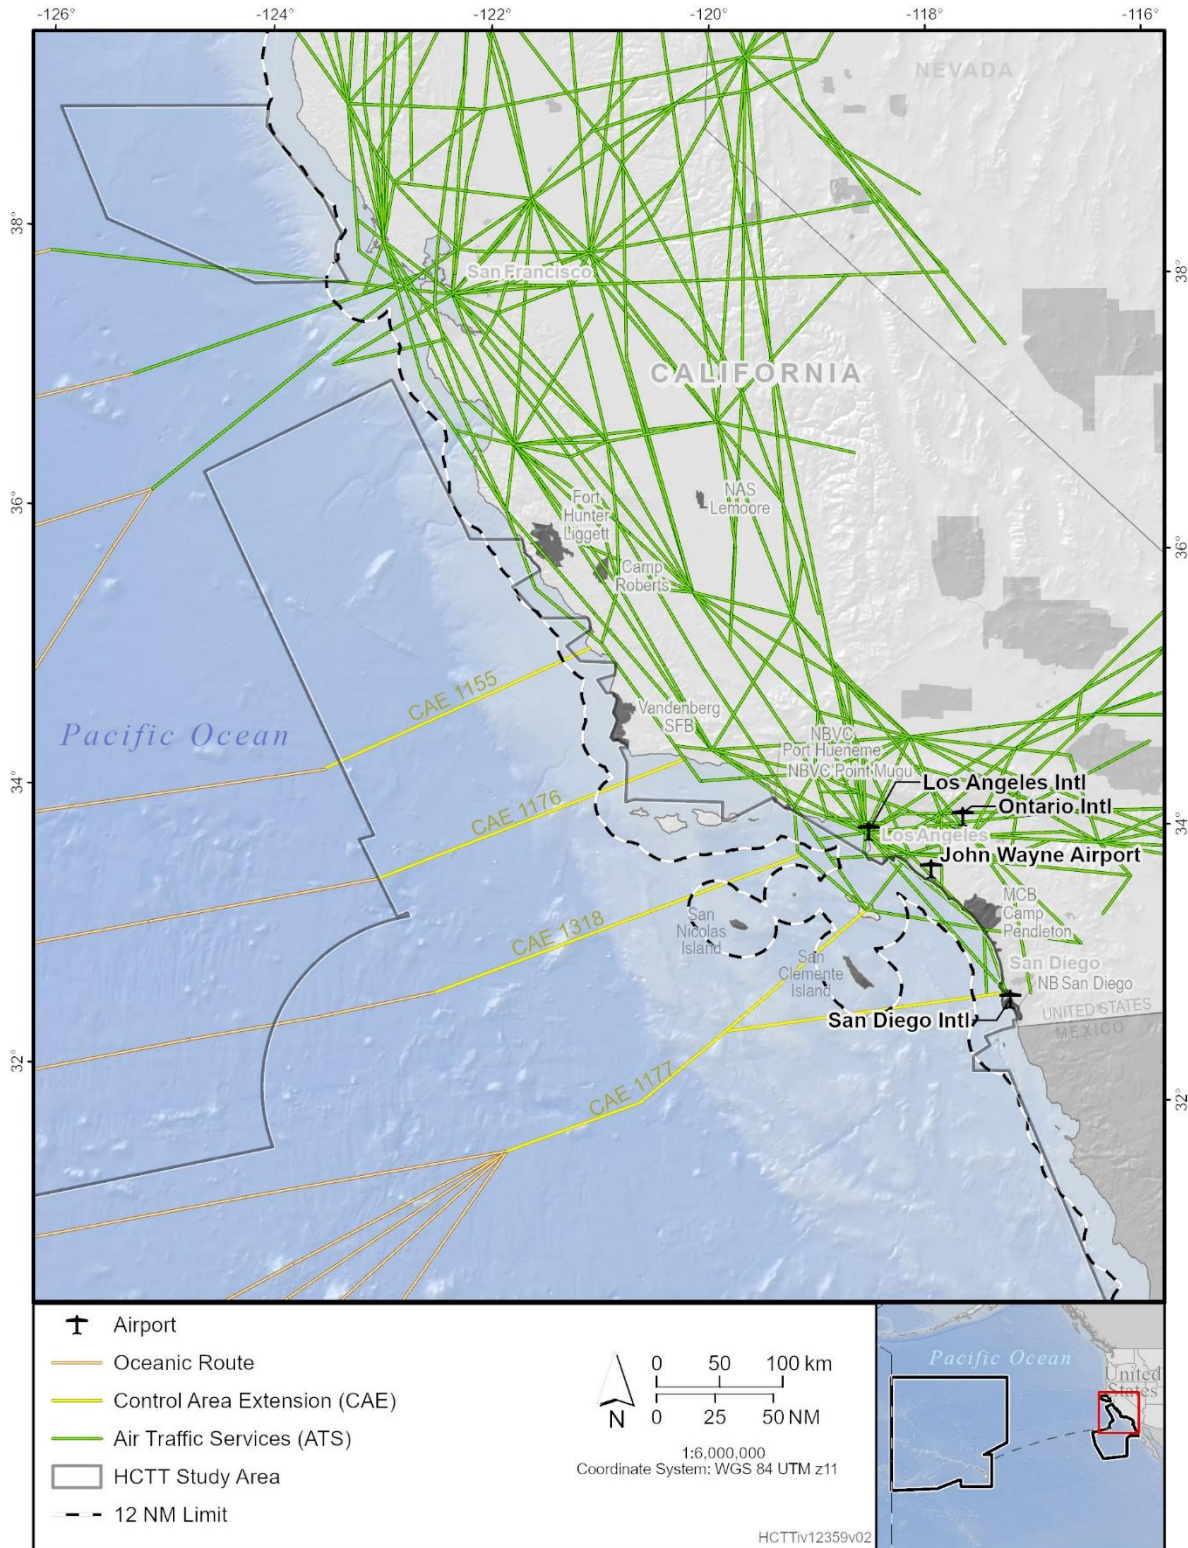 -126° -124° -122° -120° -118° -116°
NEVADA
38°
38°
San Francisco
CALIFORNIA
36°
36°
Fort
Hunter
Liggett
NAS
Lemoore
Camp
Roberts
CAE 1155
Pacific Ocean
Vandenberg
SFB
NBVC
Port Hueneme
NBVC Point Mugu
34°
34°
Los Angeles Intl
Ontario Intl
CAE 1176
Los Angeles
John Wayne Airport
MCB
Camp
Pendleton
San
Nicolas
Island
CAE 1318
San
Clemente
Island
San Diego
NB San Diego
San Diego Intl
UNITED STATES
MEXICO
32°
32°
CAE 1177
Airport
Oceanic Route
Control Area Extension (CAE)
Air Traffic Services (ATS)
HCTT Study Area
12 NM Limit
N
0 50 100 km
0 25 50 NM
1:6,000,000
Coordinate System: WGS 84 UTM z11
HCTTiv12359v02
Pacific Ocean
United
States